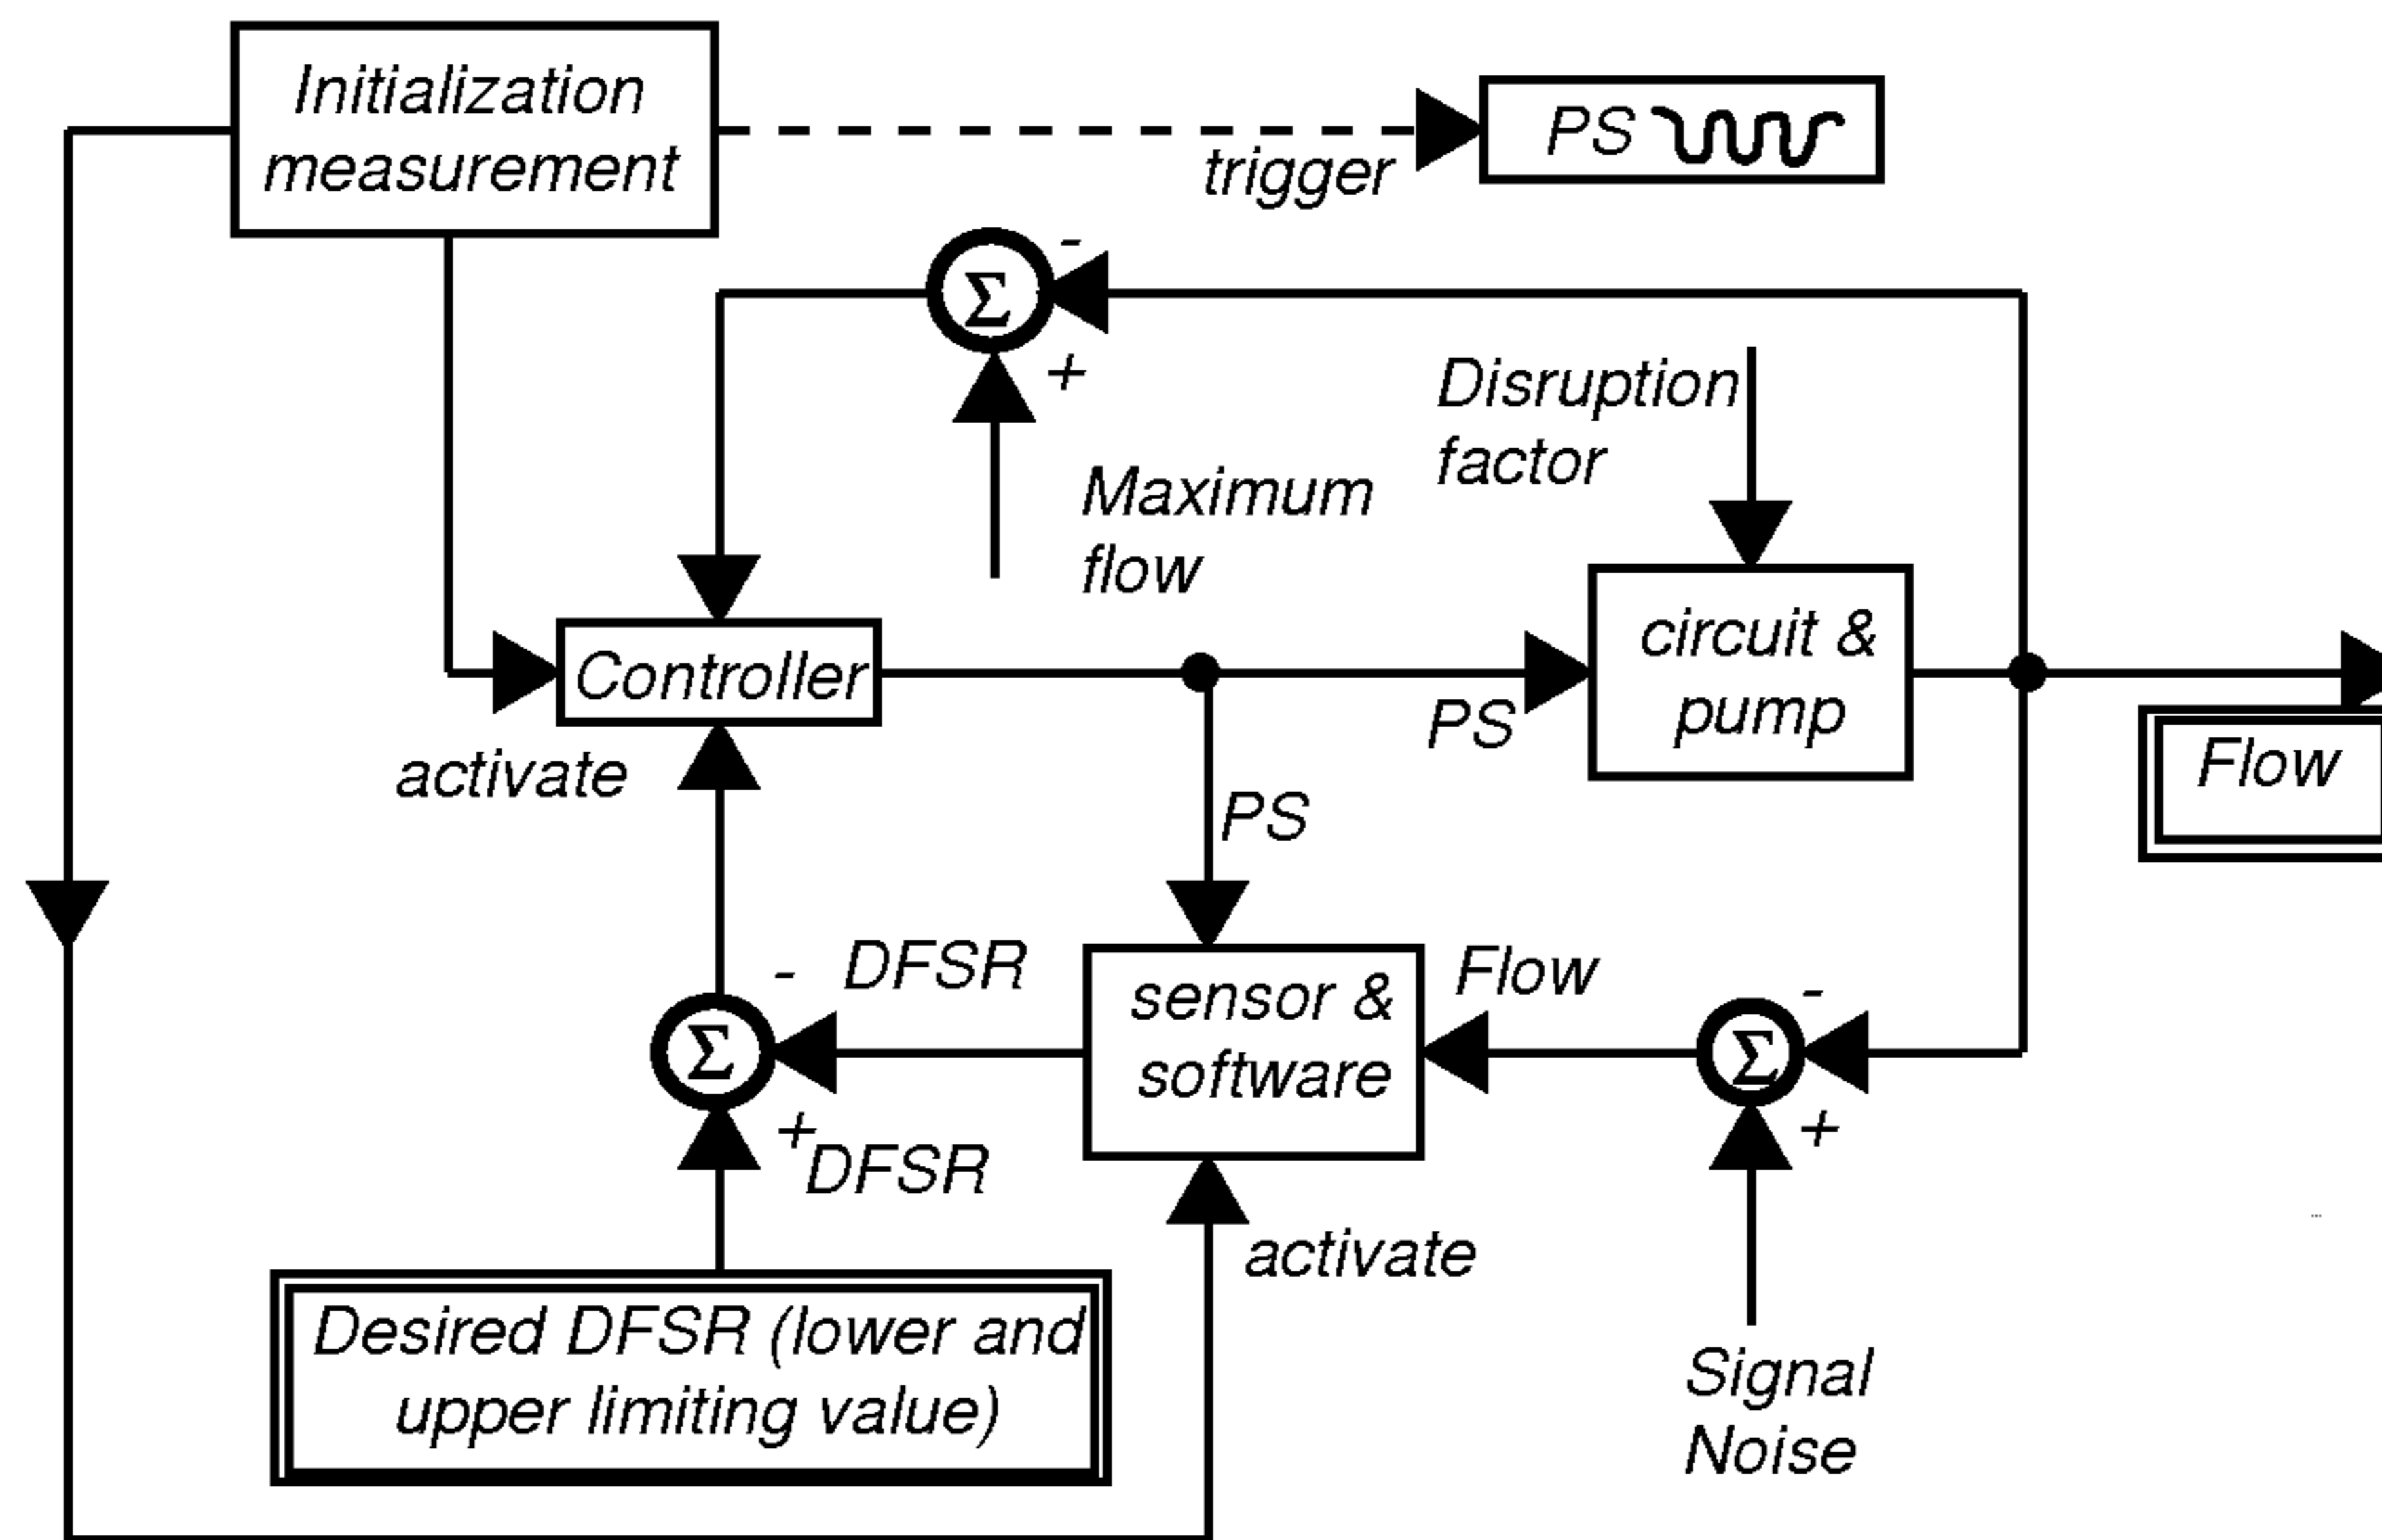 Initialization
measurement
trigger
PS
-
Σ
+
Maximum
flow
Disruption
factor
Controller
activate
PS
circuit &
pump
Flow
PS
-
DFSR
Σ
+
DFSR
sensor &
software
Flow
-
Σ
+
activate
Signal
Noise
Desired DFSR (lower and
upper limiting value)
...